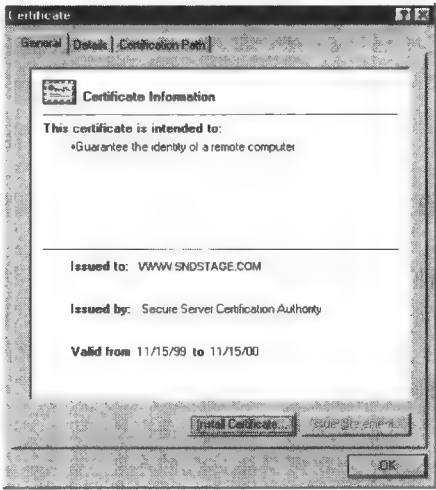 Certificate
General Details Certification Path
Certificate Information
This certificate is intended to:
•Guarantee the identity of a remote computer
Issued to: WWW.SNDSTAGE.COM
Issued by: Secure Server Certification Authority
Valid from 11/15/99 to 11/15/00
Install Certificate...
OK